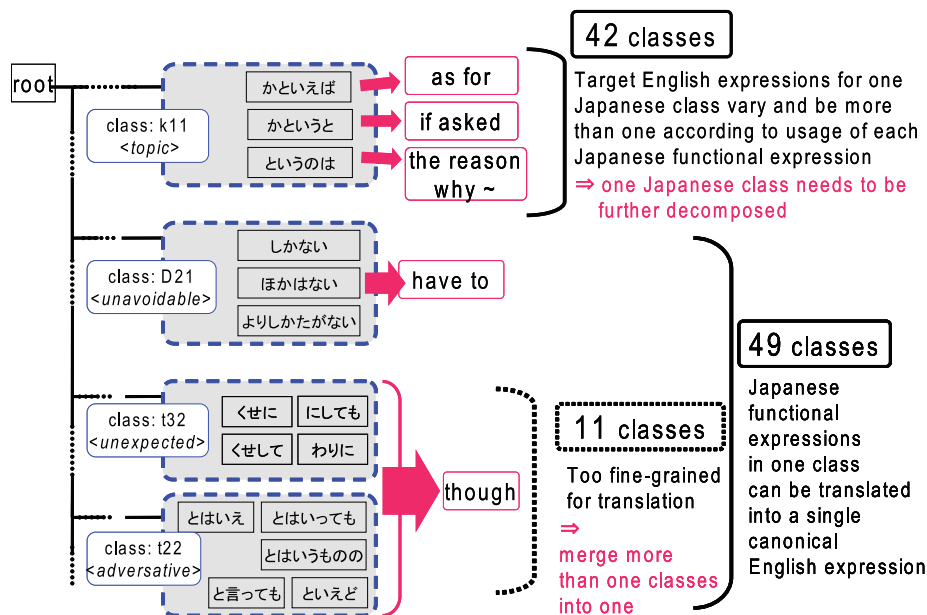 root
class: k11
<topic>
かといえば
かというと
というのは
as for
if asked
the reason
why ~
42 classes
Target English expressions for one
Japanese class vary and be more
than one according to usage of each
Japanese functional expression
⇒ one Japanese class needs to be
further decomposed
class: D21
<unavoidable>
しかない
ほかはない
よりしかたがない
have to
class: t32
<unexpected>
くせに
にしても
くせして
わりに
class: t22
<adversative>
とはいえ
とはいっても
とはいうものの
と言っても
といえど
though
11 classes
Too fine-grained
for translation
⇒
merge more
than one classes
into one
49 classes
Japanese
functional
expressions
in one class
can be translated
into a single
canonical
English expression